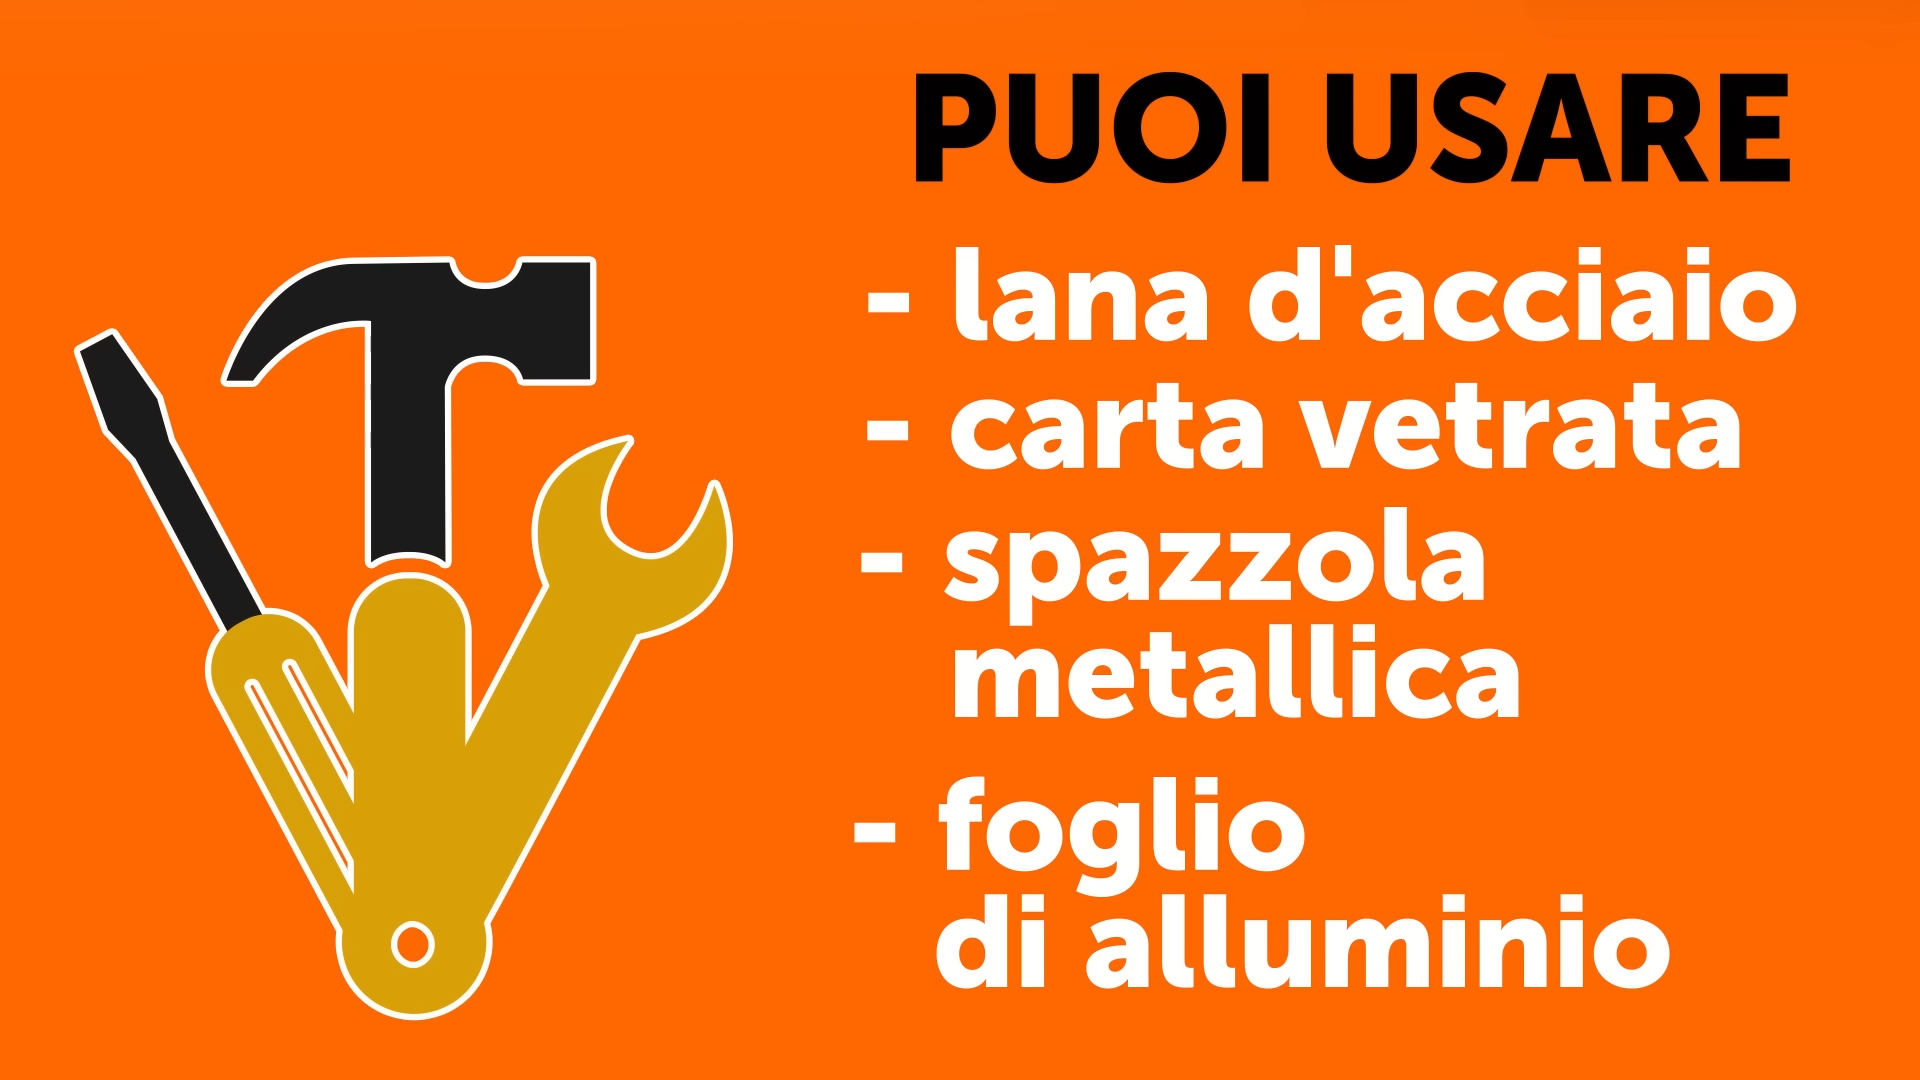 PUOI USARE
- lana d'acciaio
- carta vetrata
- spazzola
metallica
- foglio
di alluminio